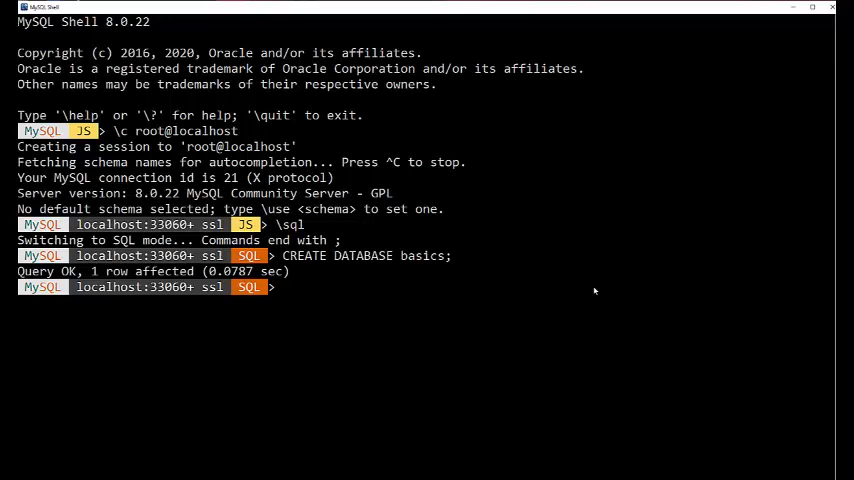 MySQL Shell
MySQL Shell 8.0.22
Copyright (c) 2016, 2020, Oracle and/or its affiliates.
Oracle is a registered trademark of Oracle Corporation and/or its affiliates.
Other names may be trademarks of their respective owners.
Type '\help' or '\?' for help; '\quit' to exit.
MySQL JS> \c root@localhost
Creating a session to 'root@localhost'
Fetching schema names for autocompletion... Press ^C to stop.
Your MySQL connection id is 21 (X protocol)
Server version: 8.0.22 MySQL Community Server - GPL
No default schema selected; type \use <schema> to set one.
MySQL localhost:33060+ ssl JS> \sql
Switching to SQL mode... Commands end with ;
MySQL localhost:33060+ ssl SQL> CREATE DATABASE basics;
Query OK, 1 row affected (0.0787 sec)
MySQL localhost:33060+ ssl SQL>